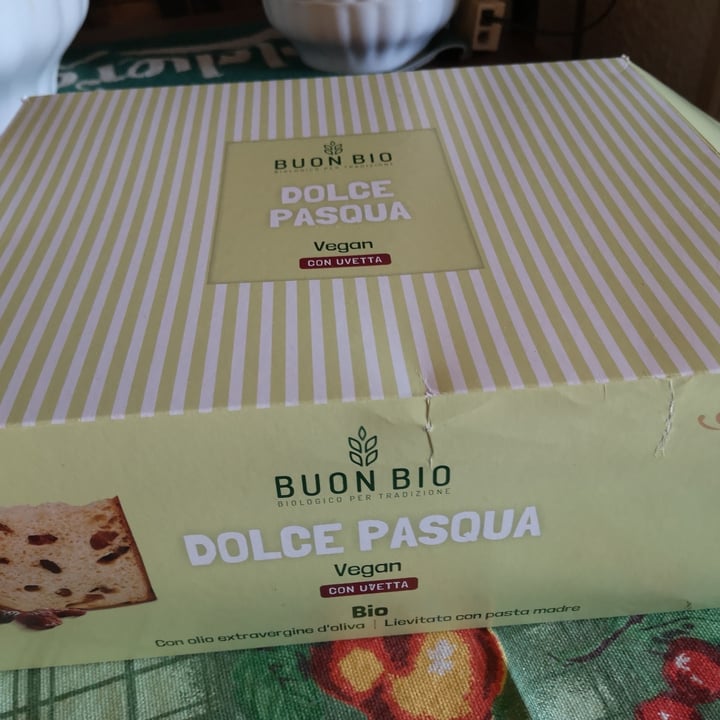 BUON BIO
BIOLOGICO PER TRADIZIONE
DOLCE
PASQUA
Vegan
CON UVETTA
BUON BIO
BIOLOGICO PER TRADIZIONE
DOLCE PASQUA
Vegan
CON UVETTA
Bio
Con olio extravergine d'oliva | Lievitato con pasta madre